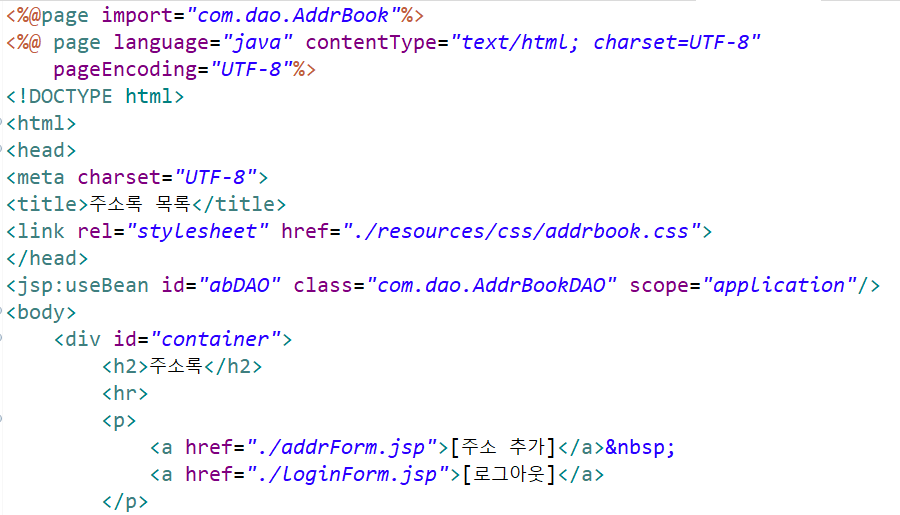 <%@page import="com.dao.AddrBook"%>
<%@ page language="java" contentType="text/html; charset=UTF-8"
    pageEncoding="UTF-8"%>
<!DOCTYPE html>
<html>
<head>
<meta charset="UTF-8">
<title>주소록 목록</title>
<link rel="stylesheet" href="./resources/css/addrbook.css">
</head>
<jsp:useBean id="abDAO" class="com.dao.AddrBookDAO" scope="application"/>
<body>
    <div id="container">
        <h2>주소록</h2>
        <hr>
        <p>
            <a href="./addrForm.jsp">[주소 추가]</a>&nbsp;
            <a href="./loginForm.jsp">[로그아웃]</a>
        </p>